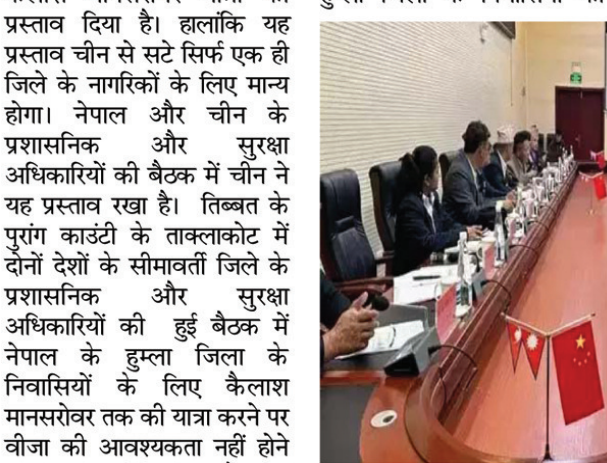 प्रस्ताव दिया है। हालांकि यह
प्रस्ताव चीन से सटे सिर्फ एक ही
जिले के नागरिकों के लिए मान्य
होगा। नेपाल और चीन के
प्रशासनिक और सुरक्षा
अधिकारियों की बैठक में चीन ने
यह प्रस्ताव रखा है। तिब्बत के
पुरांग काउंटी के ताक्लाकोट में
दोनों देशों के सीमावर्ती जिले के
प्रशासनिक और सुरक्षा
अधिकारियों की हुई बैठक में
नेपाल के हुम्ला जिला के
निवासियों के लिए कैलाश
मानसरोवर तक की यात्रा करने पर
वीजा की आवश्यकता नहीं होने